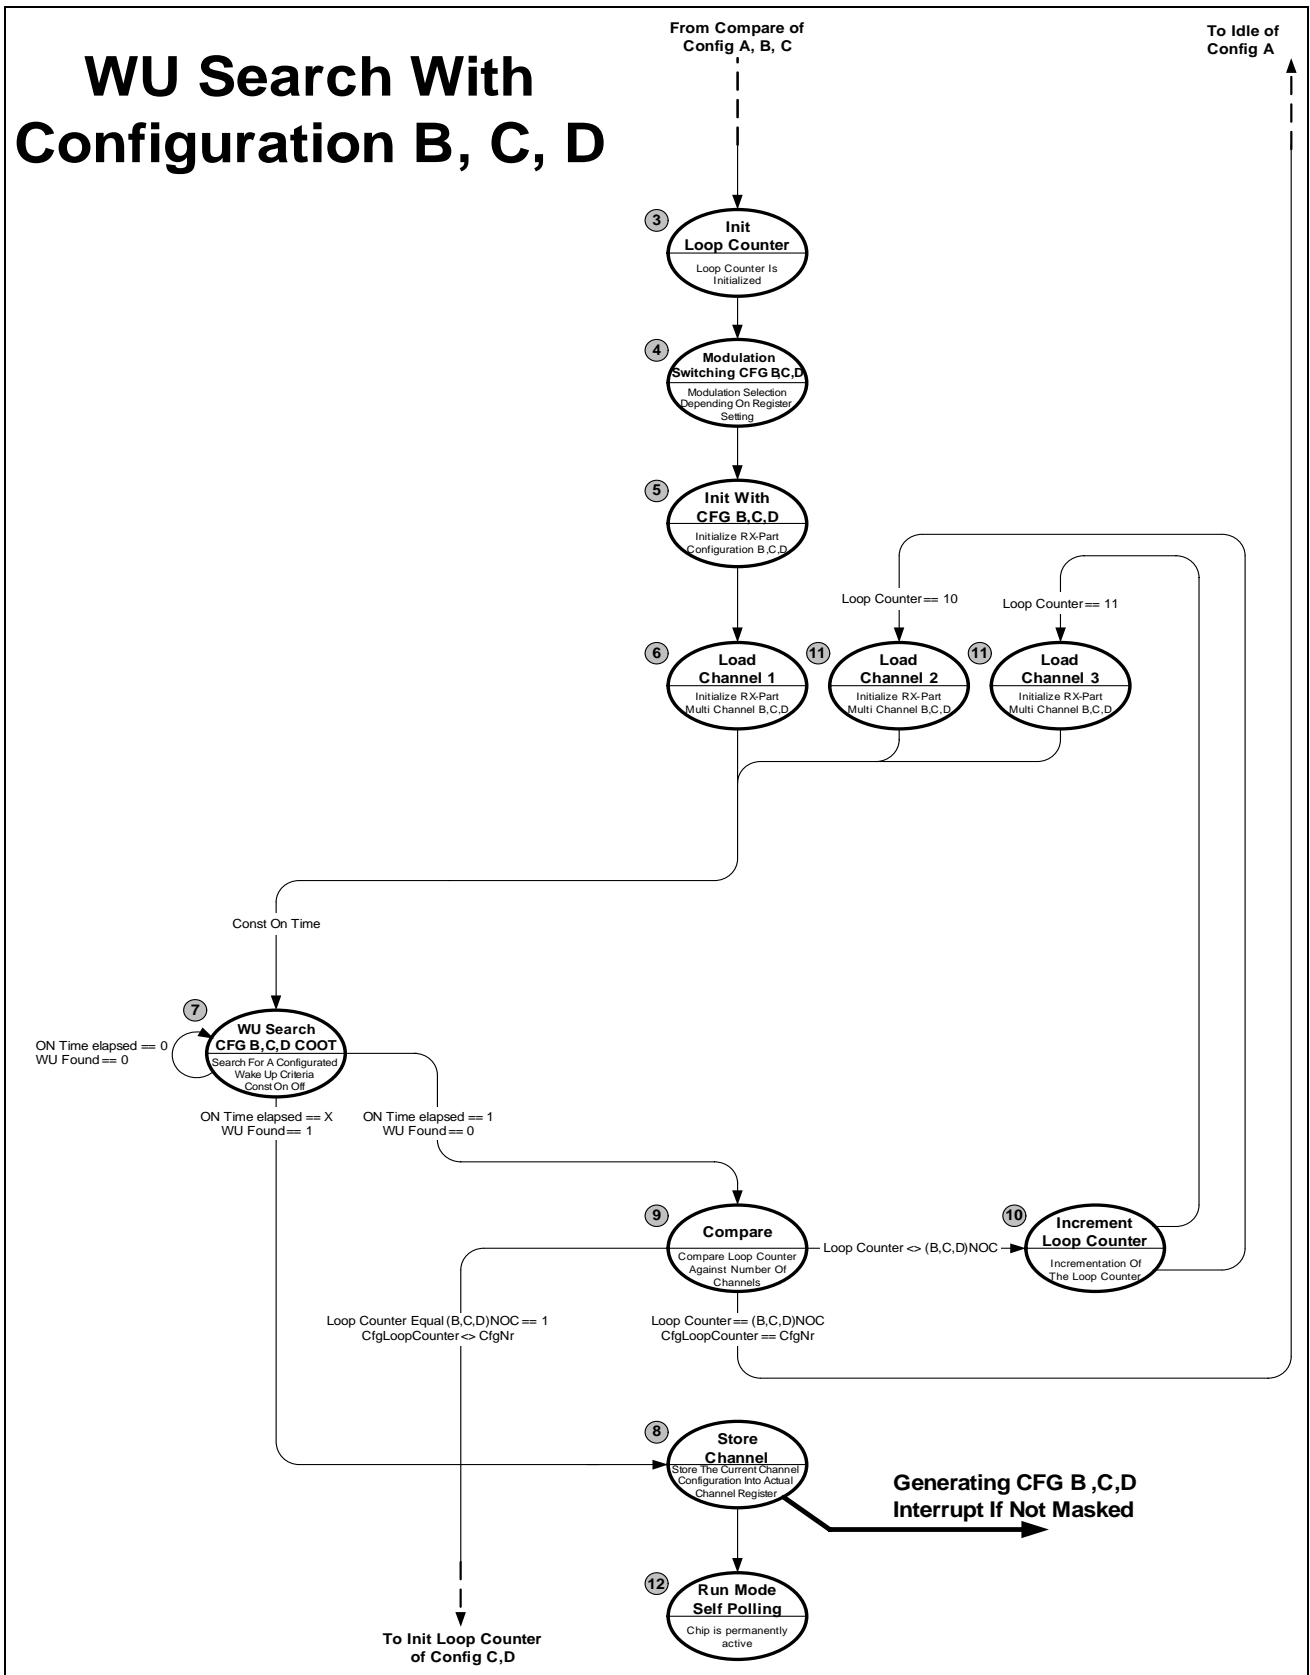 WU Search With
Configuration B, C, D
From Compare of
Config A, B, C
To Idle of
Config A
3
Init
Loop Counter
Loop Counter Is
Initialized
4
Modulation
Switching CFG B,C,D
Modulation Selection
Depending On Register
Setting
5
Init With
CFG B,C,D
Initialize RX-Part
Configuration B,C,D
Loop Counter == 10
Loop Counter == 11
6
Load
Channel 1
Initialize RX-Part
Multi Channel B,C,D
11
Load
Channel 2
Initialize RX-Part
Multi Channel B,C,D
11
Load
Channel 3
Initialize RX-Part
Multi Channel B,C,D
Const On Time
7
WU Search
CFG B,C,D COOT
Search For A Configurated
Wake Up Criteria
Const On Off
ON Time elapsed == 0
WU Found == 0
ON Time elapsed == X
WU Found == 1
ON Time elapsed == 1
WU Found == 0
9
Compare
Compare Loop Counter
Against Number Of
Channels
Loop Counter <> (B,C,D)NOC
10
Increment
Loop Counter
Incrementation Of
The Loop Counter
Loop Counter Equal (B,C,D)NOC == 1
CfgLoopCounter <> CfgNr
Loop Counter == (B,C,D)NOC
CfgLoopCounter == CfgNr
8
Store
Channel
Store The Current Channel
Configuration Into Actual
Channel Register
Generating CFG B ,C,D
Interrupt If Not Masked
12
Run Mode
Self Polling
Chip is permanently
active
To Init Loop Counter
of Config C,D